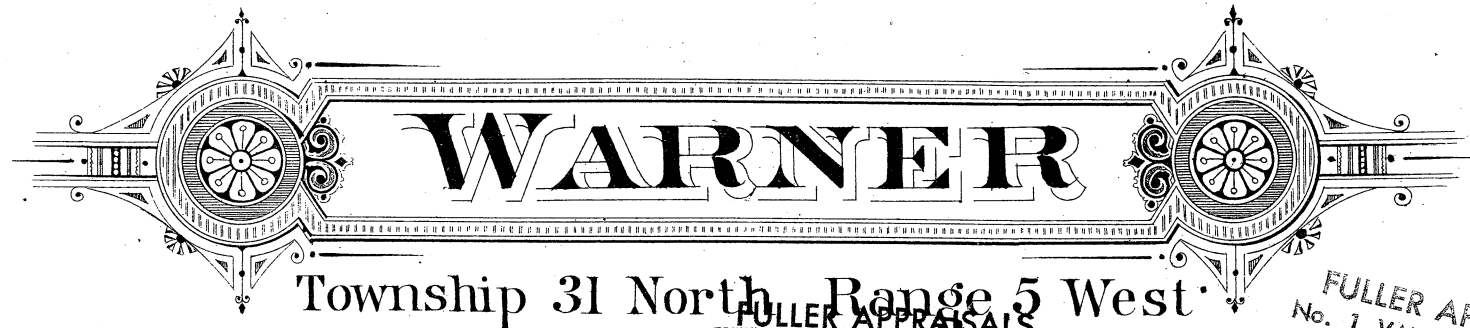 WARNER
Township 31 North Range 5 West
FULLER APPRAISALS
FULLER
No. 1